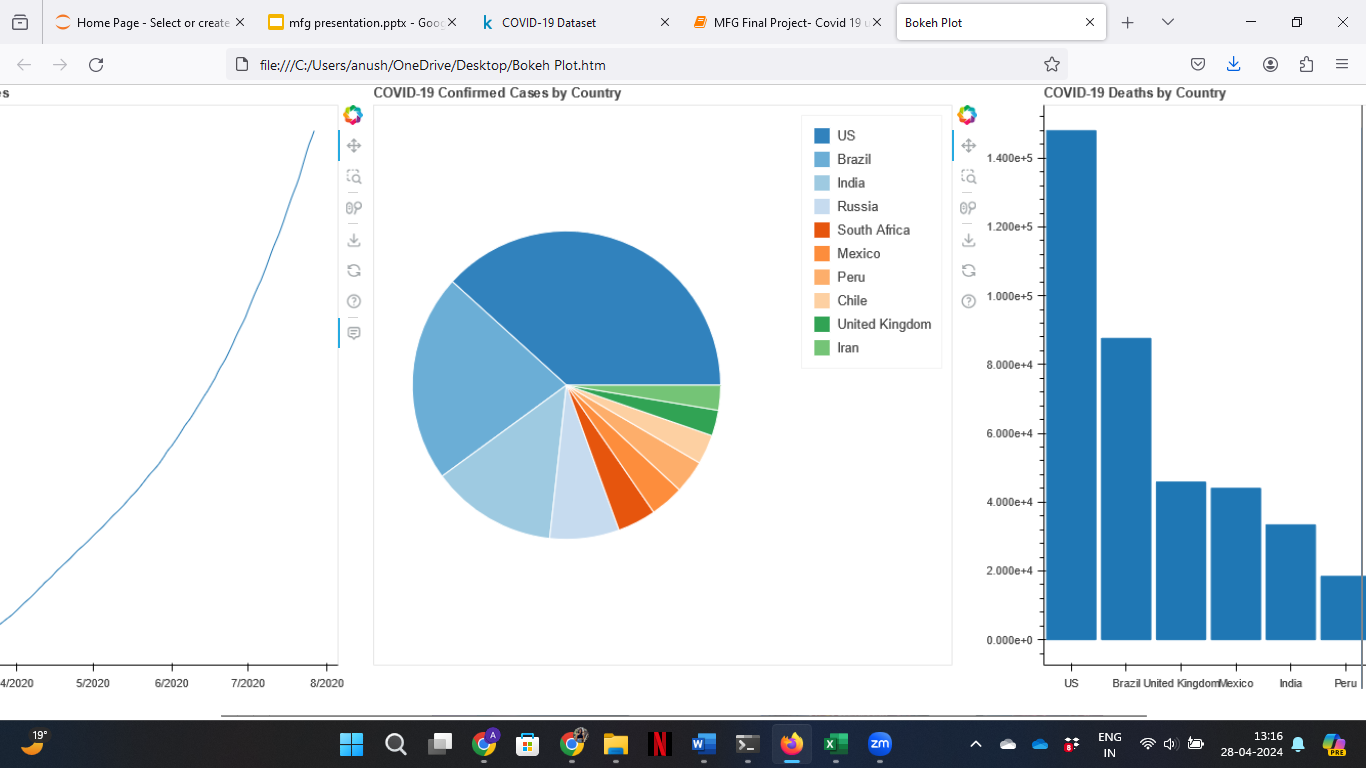 Home Page - Select or create
mfg presentation.pptx - Goo
COVID-19 Dataset
MFG Final Project- Covid 19 u
Bokeh Plot
file:///C:/Users/anush/OneDrive/Desktop/Bokeh Plot.htm
es
4/2020
5/2020
6/2020
7/2020
8/2020
COVID-19 Confirmed Cases by Country
US
Brazil
India
Russia
South Africa
Mexico
Peru
Chile
United Kingdom
Iran
COVID-19 Deaths by Country
1.400e+5
1.200e+5
1.000e+5
8.000e+4
6.000e+4
4.000e+4
2.000e+4
0.000e+0
US
Brazil
United Kingdom
Mexico
India
Peru
19°
A
N
W
X
zm
ENG
IN
13:16
28-04-2024
PRE